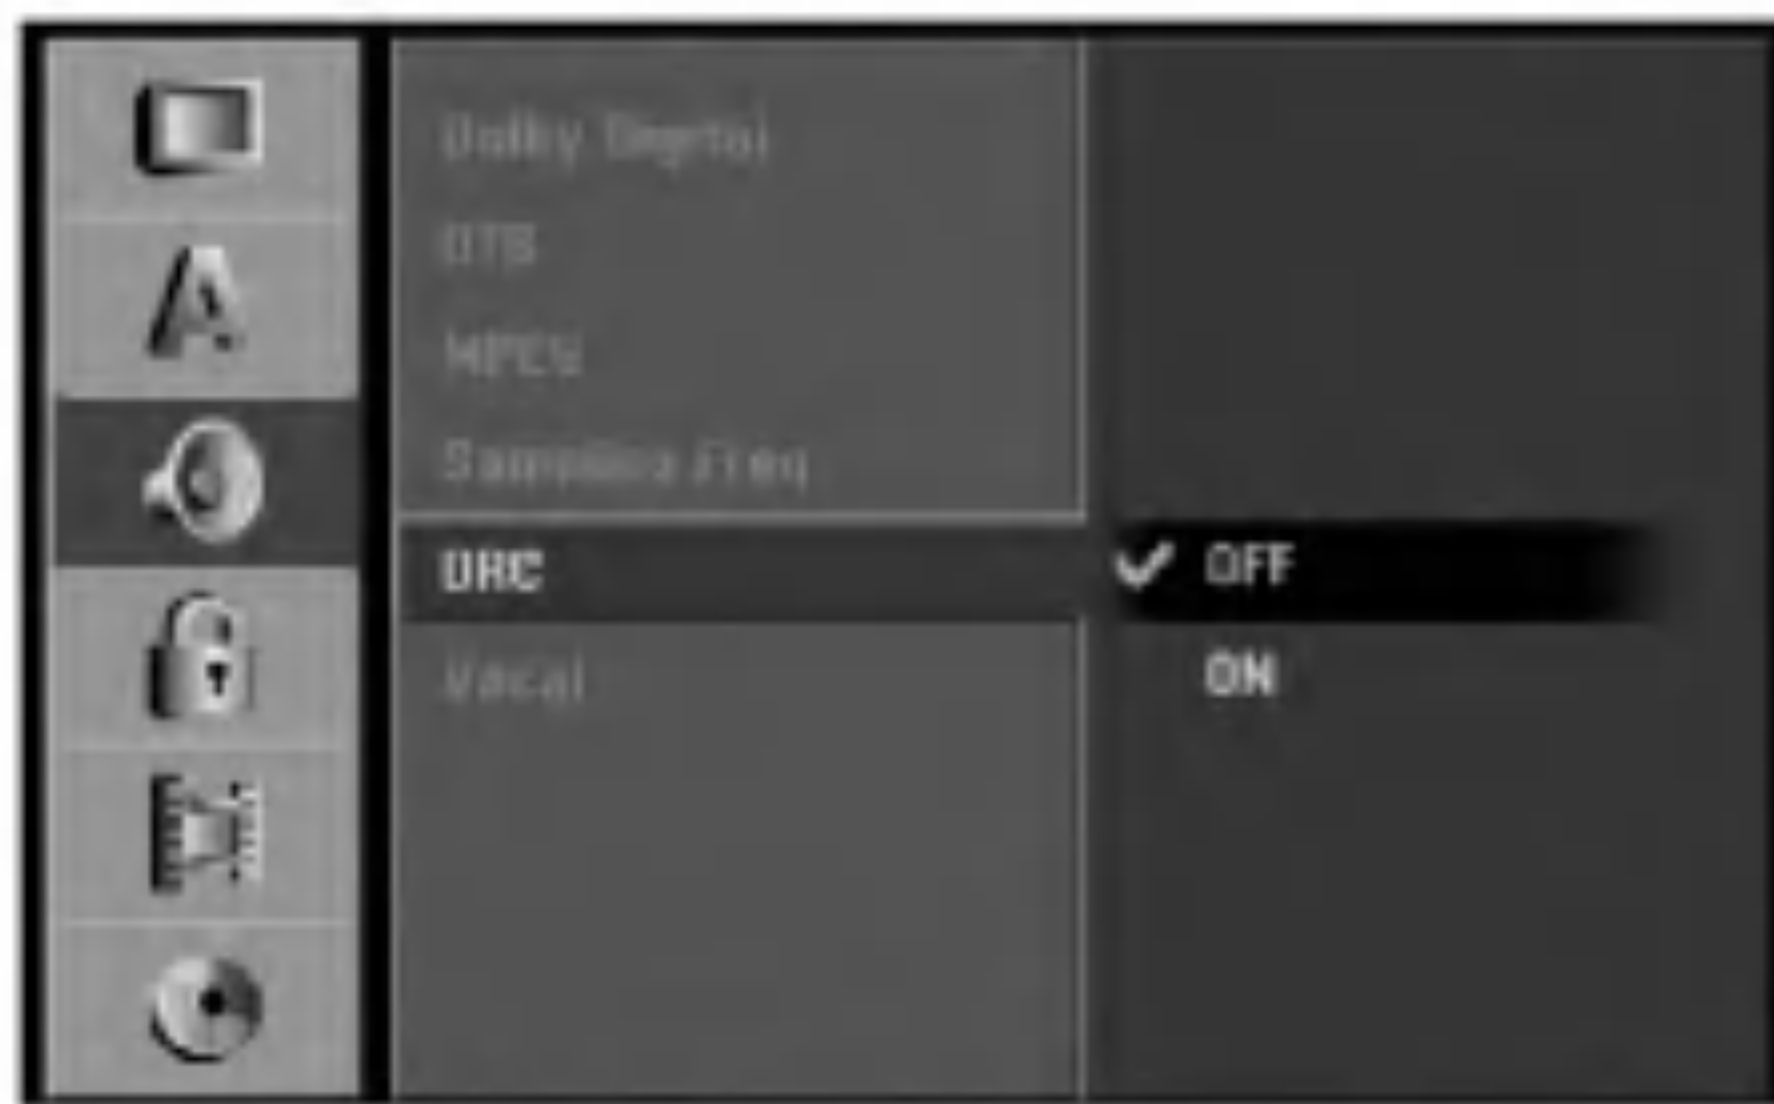 Dolby Digital
DTS
MPEG
Sampling Freq
DRC
OFF
ON
Vocal